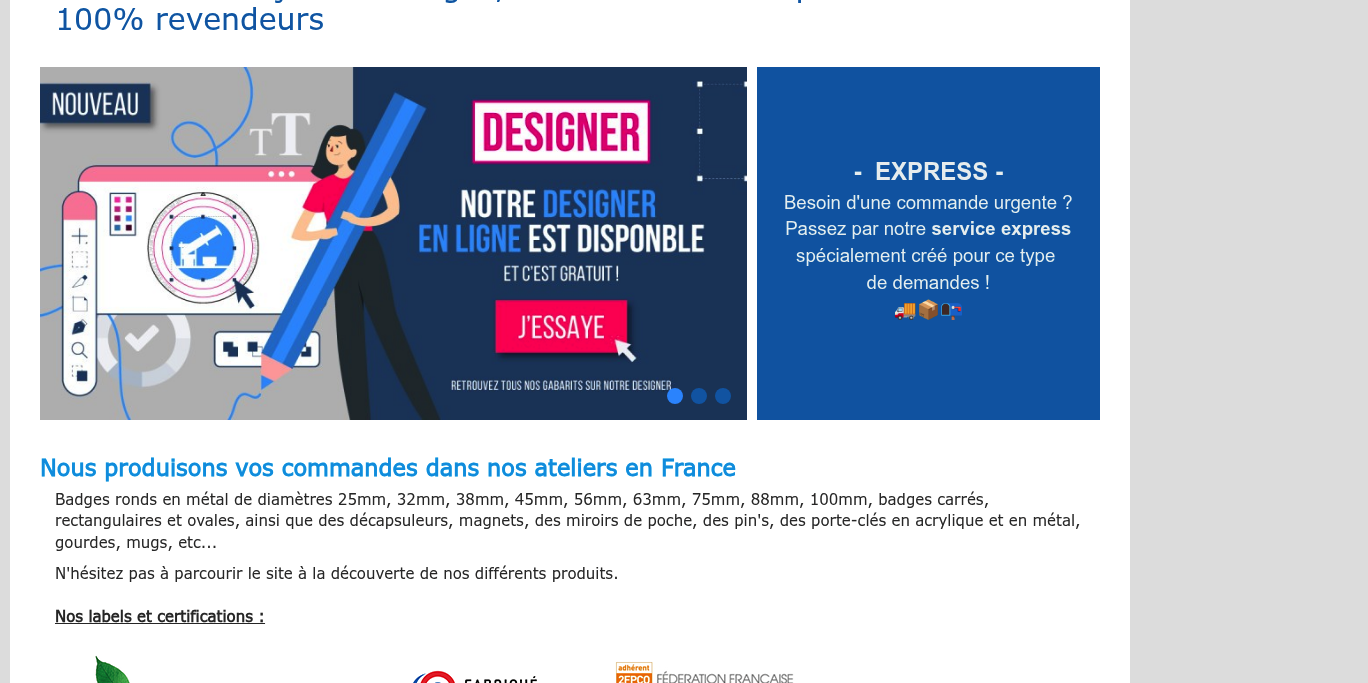 100% revendeurs
NOUVEAU
TT
DESIGNER
NOTRE DESIGNER
EN LIGNE EST DISPONBLE
ET C'EST GRATUIT !
J'ESSAYE
RETROUVEZ TOUS NOS GABARITS SUR NOTRE DESIGNER
- EXPRESS -
Besoin d'une commande urgente ?
Passez par notre service express
spécialement créé pour ce type
de demandes !
Nous produisons vos commandes dans nos ateliers en France
Badges ronds en métal de diamètres 25mm, 32mm, 38mm, 45mm, 56mm, 63mm, 75mm, 88mm, 100mm, badges carrés,
rectangulaires et ovales, ainsi que des décapsuleurs, magnets, des miroirs de poche, des pin's, des porte-clés en acrylique et en métal,
gourdes, mugs, etc...
N'hésitez pas à parcourir le site à la découverte de nos différents produits.
Nos labels et certifications :
FABRIQUÉ
adhérent
2FPCO
FÉDERATION FRANÇAISE